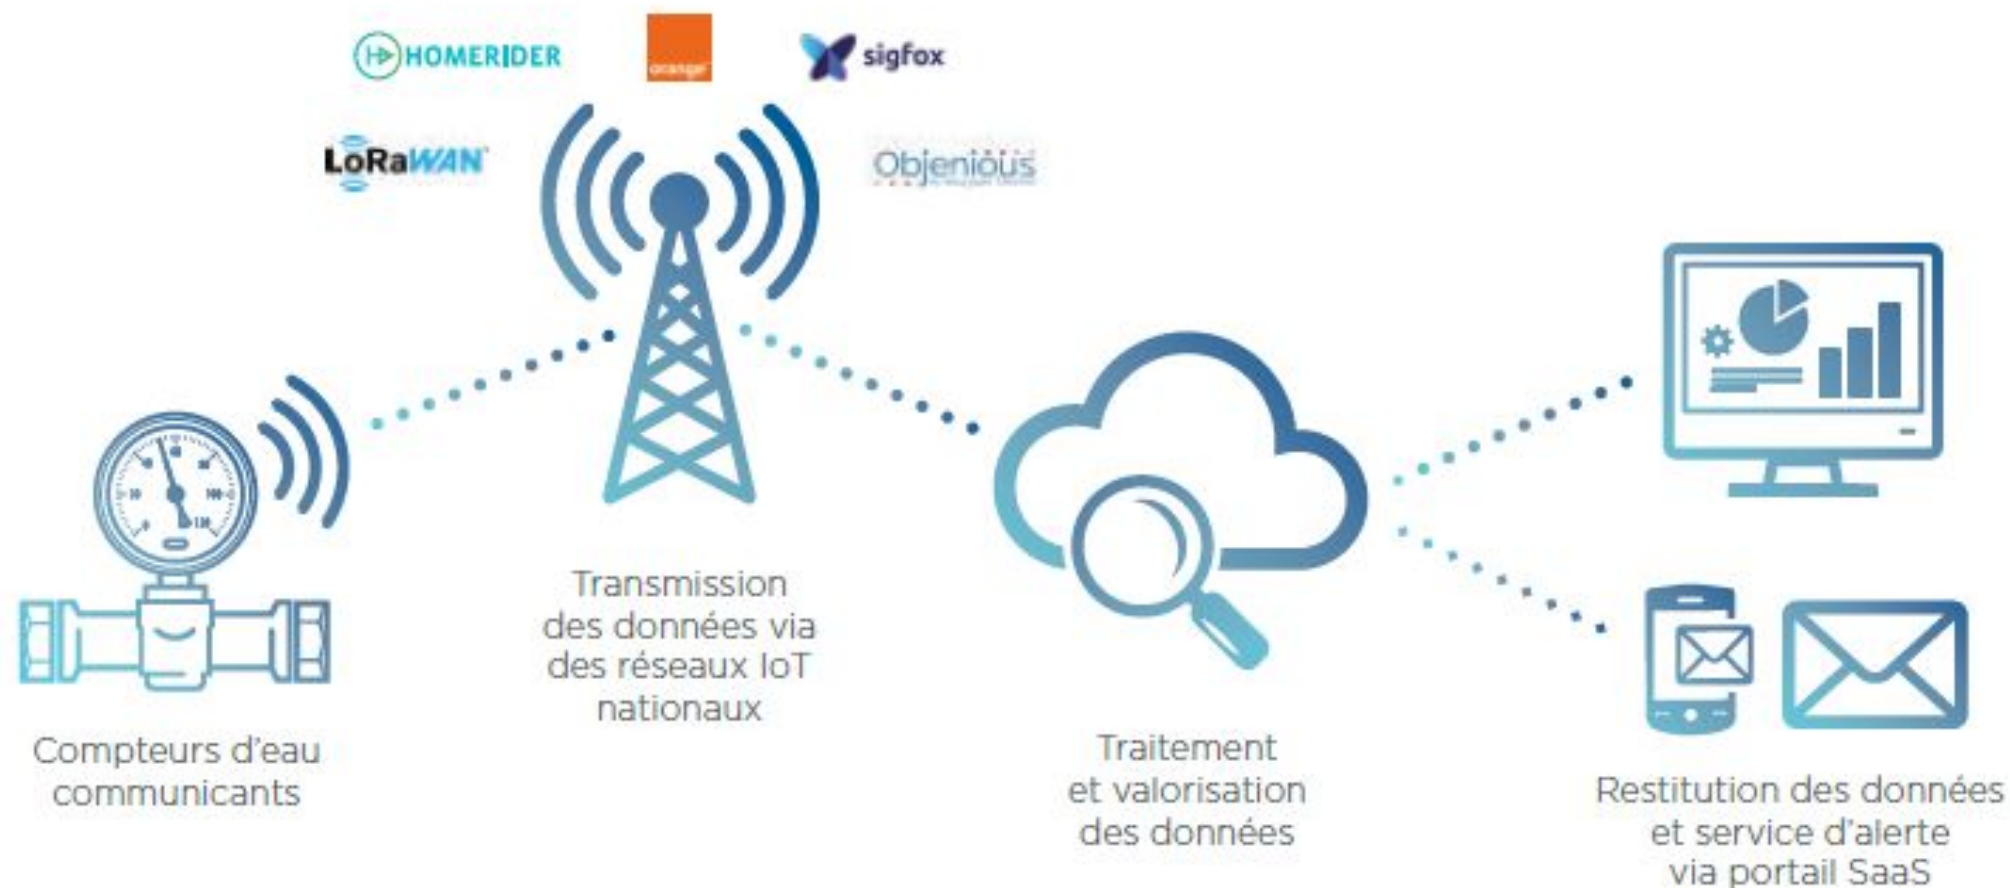 HOMERIDER
orange
sigfox
LoRaWAN
Objenious
Compteurs d'eau
communicants
Transmission
des données via
des réseaux IoT
nationaux
Traitement
et valorisation
des données
Restitution des données
et service d'alerte
via portail SaaS